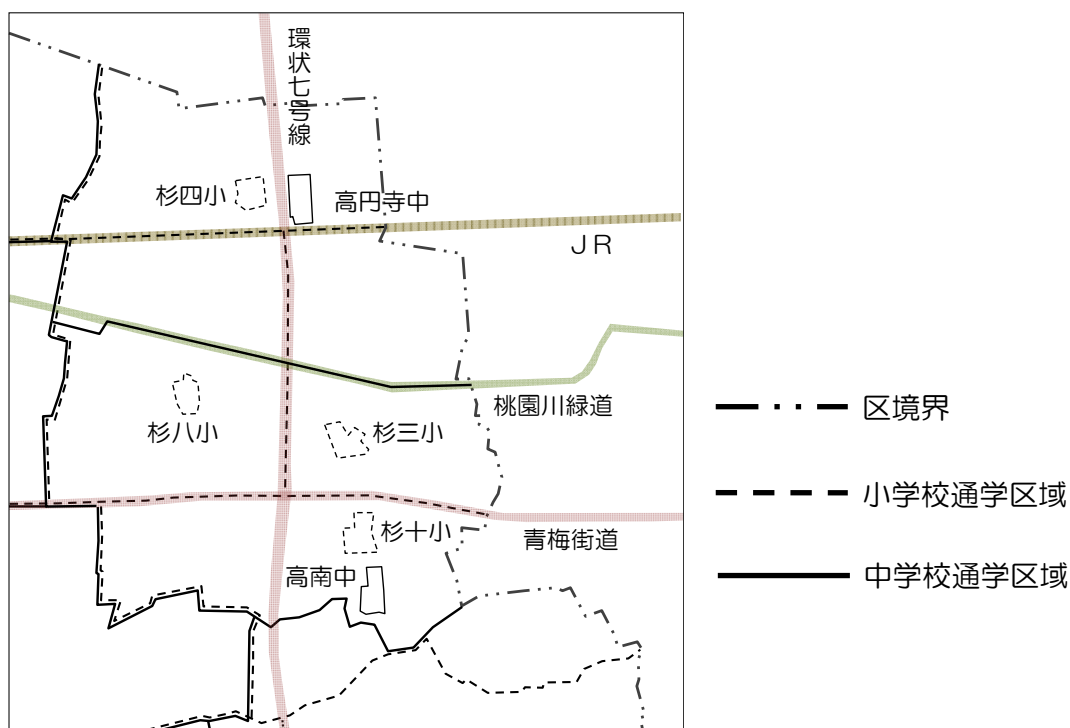 環状七号線
杉四小
高円寺中
JR
桃園川緑道
杉八小
杉三小
青梅街道
杉十小
高南中
区境界
小学校通学区域
中学校通学区域